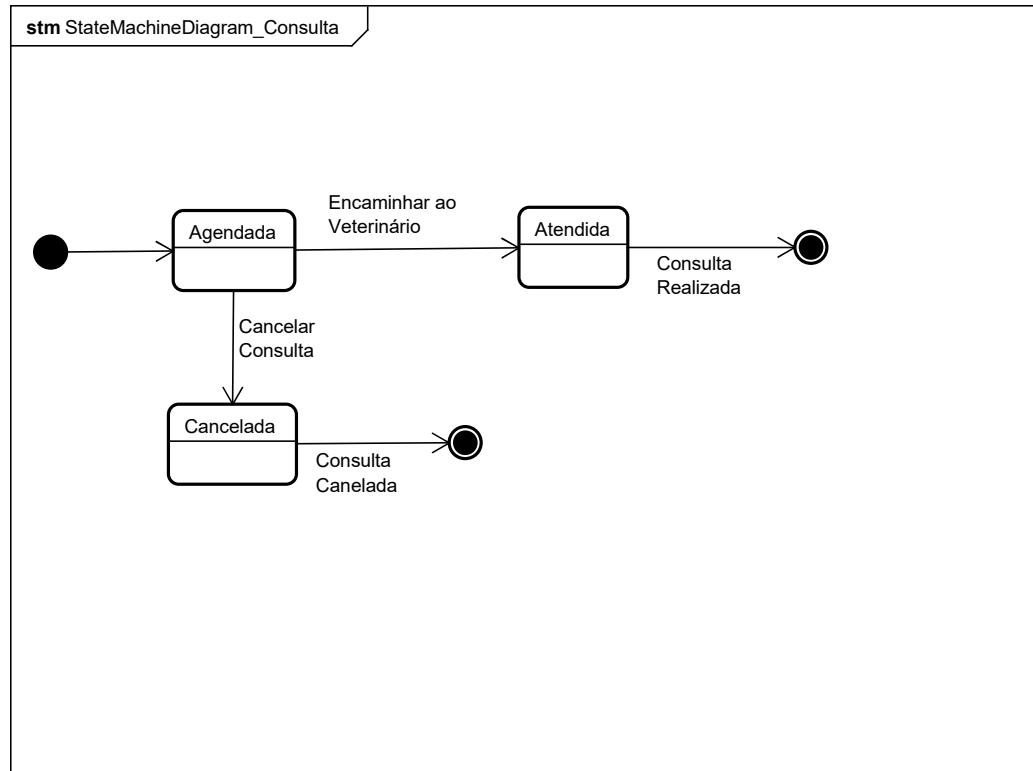 stm StateMachineDiagram_Consulta
Encaminhar ao
Veterinário
Agendada
Atendida
Consulta
Realizada
Cancelar
Consulta
Cancelada
Consulta
Canelada